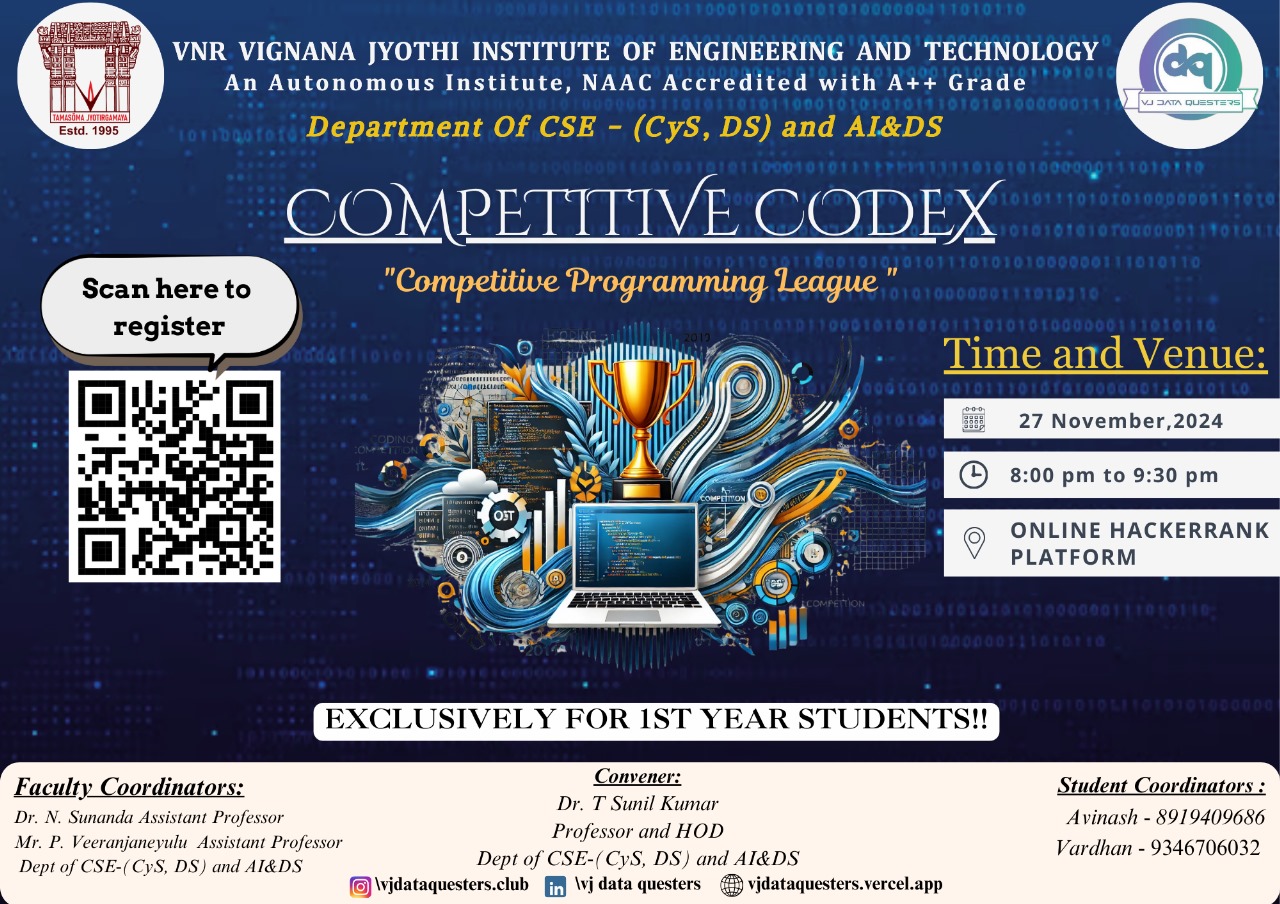 VNR VIGNANA JYOTHI INSTITUTE OF ENGINEERING AND TECHNOLOGY
An Autonomous Institute, NAAC Accredited with A++ Grade
Department Of CSE – (CyS, DS) and AI&DS
TAMASOMA JYOTIRGAMAYA
Estd. 1995
dq
VJ DATA QUESTERS
COMPETITIVE CODEX
"Competitive Programming League "
Scan here to
register
Time and Venue:
27 November,2024
8:00 pm to 9:30 pm
ONLINE HACKERRANK
PLATFORM
EXCLUSIVELY FOR 1ST YEAR STUDENTS!!
Faculty Coordinators:
Dr. N. Sunanda Assistant Professor
Mr. P. Veeranjaneyulu Assistant Professor
Dept of CSE-(CyS, DS) and AI&DS
Convener:
Dr. T Sunil Kumar
Professor and HOD
Dept of CSE-(CyS, DS) and AI&DS
Student Coordinators :
Avinash - 8919409686
Vardhan - 9346706032
\vjdataquesters.club
in \vj data questers
vjdataquesters.vercel.app